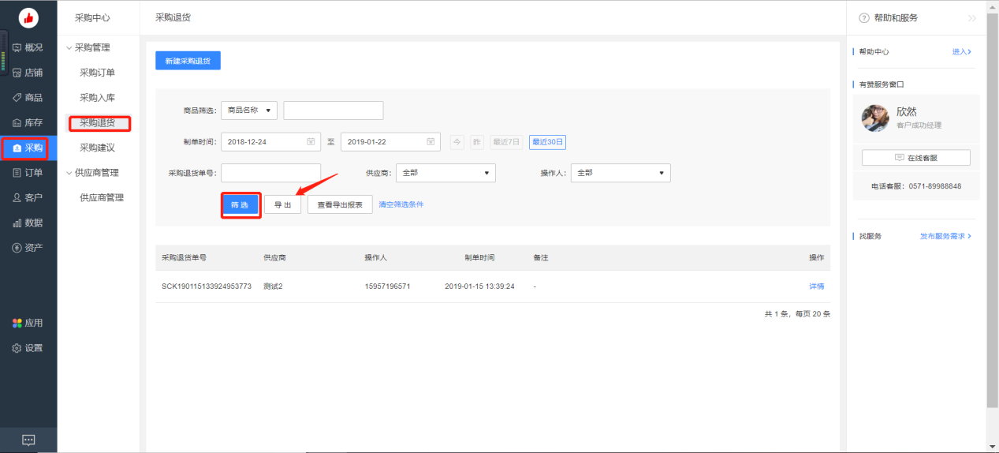 概况
店铺
商品
库存
采购
订单
客户
数据
资产
应用
设置
采购中心
采购管理
采购订单
采购入库
采购退货
采购建议
供应商管理
供应商管理
采购退货
新建采购退货
商品筛选： 商品名称
制单时间： 2018-12-24 至 2019-01-22 今 昨 最近7日 最近30日
采购退货单号： 供应商： 全部 操作人： 全部
筛选 导出 查看导出报表 清空筛选条件
采购退货单号 供应商 操作人 制单时间 备注 操作
SCK190115133924953773 测试2 15957196571 2019-01-15 13:39:24 - 详情
共 1 条，每页 20 条
? 帮助和服务
帮助中心 进入
有赞服务窗口
欣然
客户成功经理
在线客服
电话客服：0571-89988848
找服务 发布服务需求